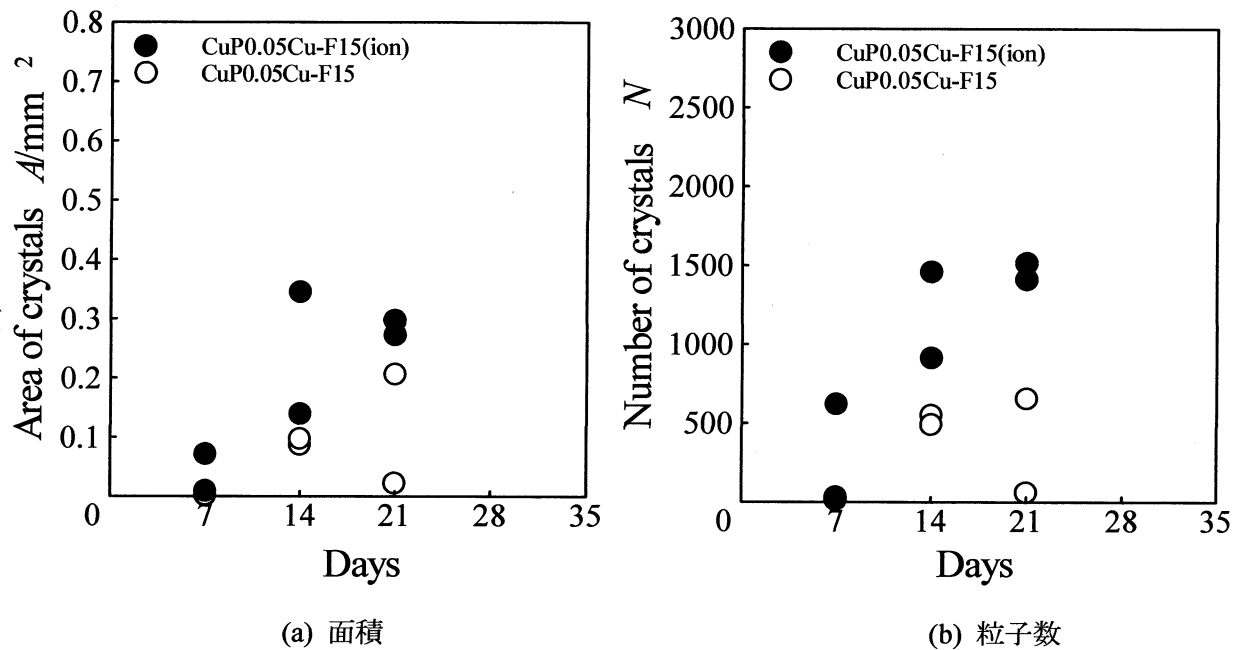 CuP0.05Cu-F15(ion)
CuP0.05Cu-F15
Area of crystals A/mm 2
0.8
0.7
0.6
0.5
0.4
0.3
0.2
0.1
0
7 14 21 28 35
Days
(a) 面積
CuP0.05Cu-F15(ion)
CuP0.05Cu-F15
Number of crystals N
3000
2500
2000
1500
1000
500
0
7 14 21 28 35
Days
(b) 粒子数